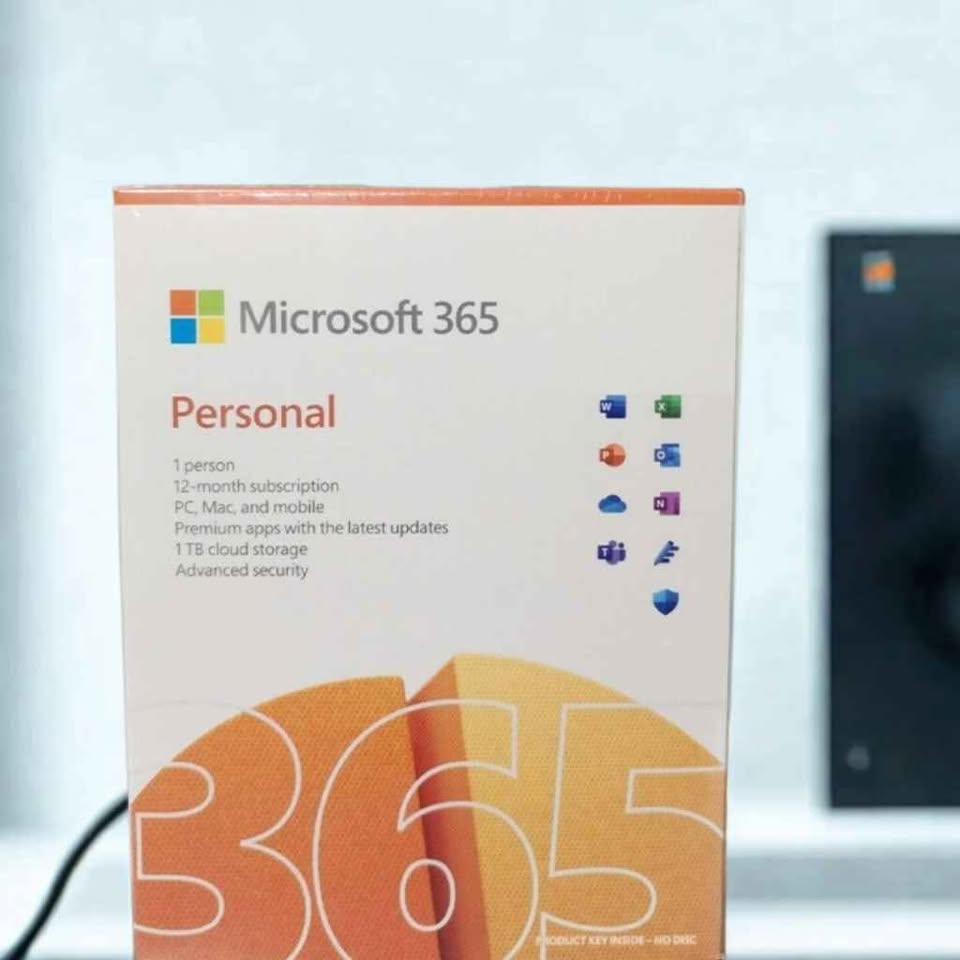 Microsoft 365
Personal
1 person
12-month subscription
PC, Mac, and mobile
Premium apps with the latest updates
1 TB cloud storage
Advanced security
W
X
P
O
N
T
365
PRODUCT KEY INSIDE – NO DISC